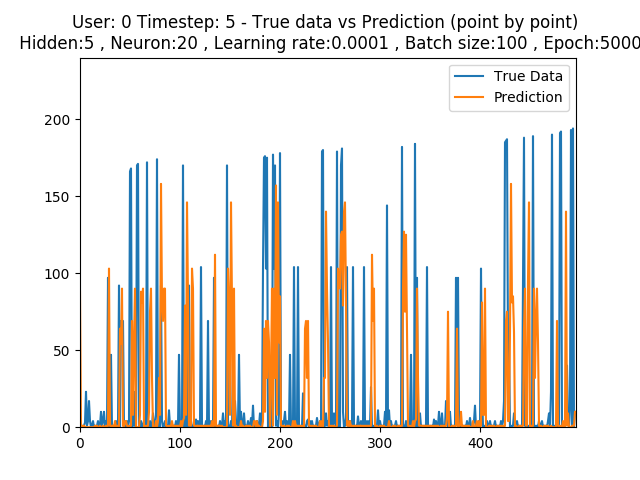 User: 0 Timestep: 5 - True data vs Prediction (point by point)
Hidden:5 , Neuron:20 , Learning rate:0.0001 , Batch size:100 , Epoch:5000
True Data
Prediction
200
150
100
50
0
0 100 200 300 400